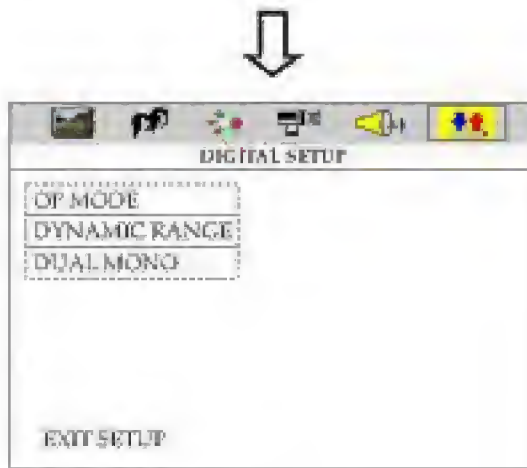 DIGITAL SETUP
OP MODE
DYNAMIC RANGE
DUAL MONO
EXIT SETUP